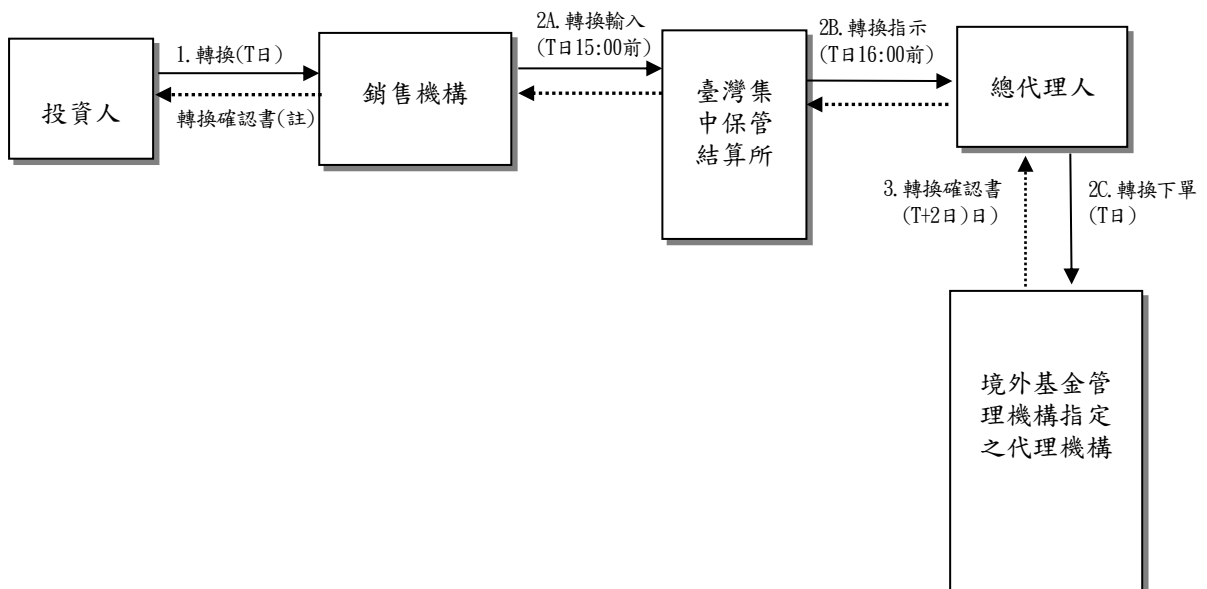 2A.轉換輸入
(T日15:00前)
2B.轉換指示
(T日16:00前)
1.轉換(T日)
投資人
轉換確認書(註)
銷售機構
臺灣集
中保管
結算所
總代理人
3.轉換確認書
(T+2日)日)
2C.轉換下單
(T日)
境外基金管
理機構指定
之代理機構